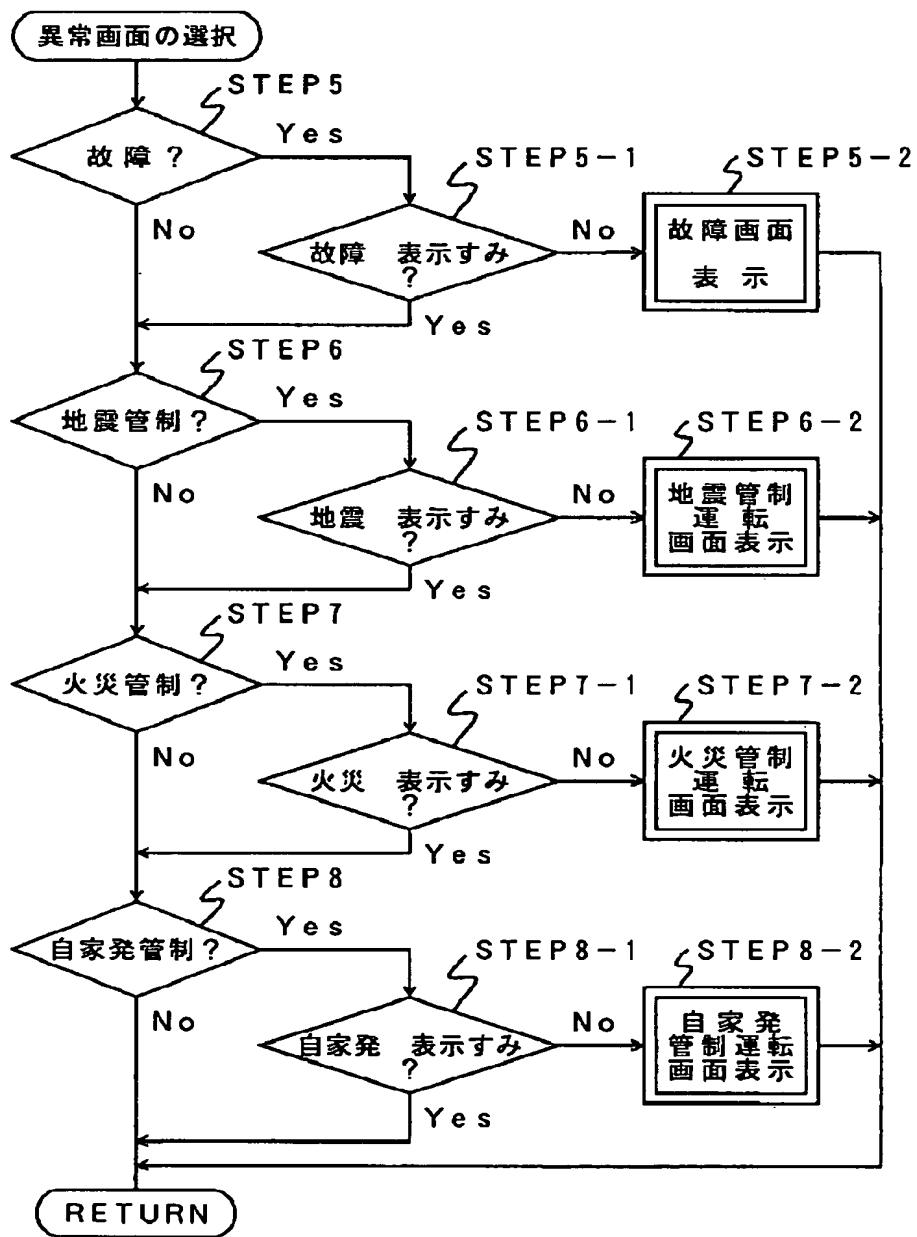 異常画面の選択
STEP5
故障?
Yes
No
STEP5-1
故障 表示すみ
?
No
Yes
STEP5-2
故障画面
表示
STEP6
地震管制?
Yes
No
STEP6-1
地震 表示すみ
?
No
Yes
STEP6-2
地震管制
運転
画面表示
STEP7
火災管制?
Yes
No
STEP7-1
火災 表示すみ
?
No
Yes
STEP7-2
火災管制
運転
画面表示
STEP8
自家発管制?
Yes
No
STEP8-1
自家発 表示すみ
?
No
Yes
STEP8-2
自家発
管制運転
画面表示
RETURN